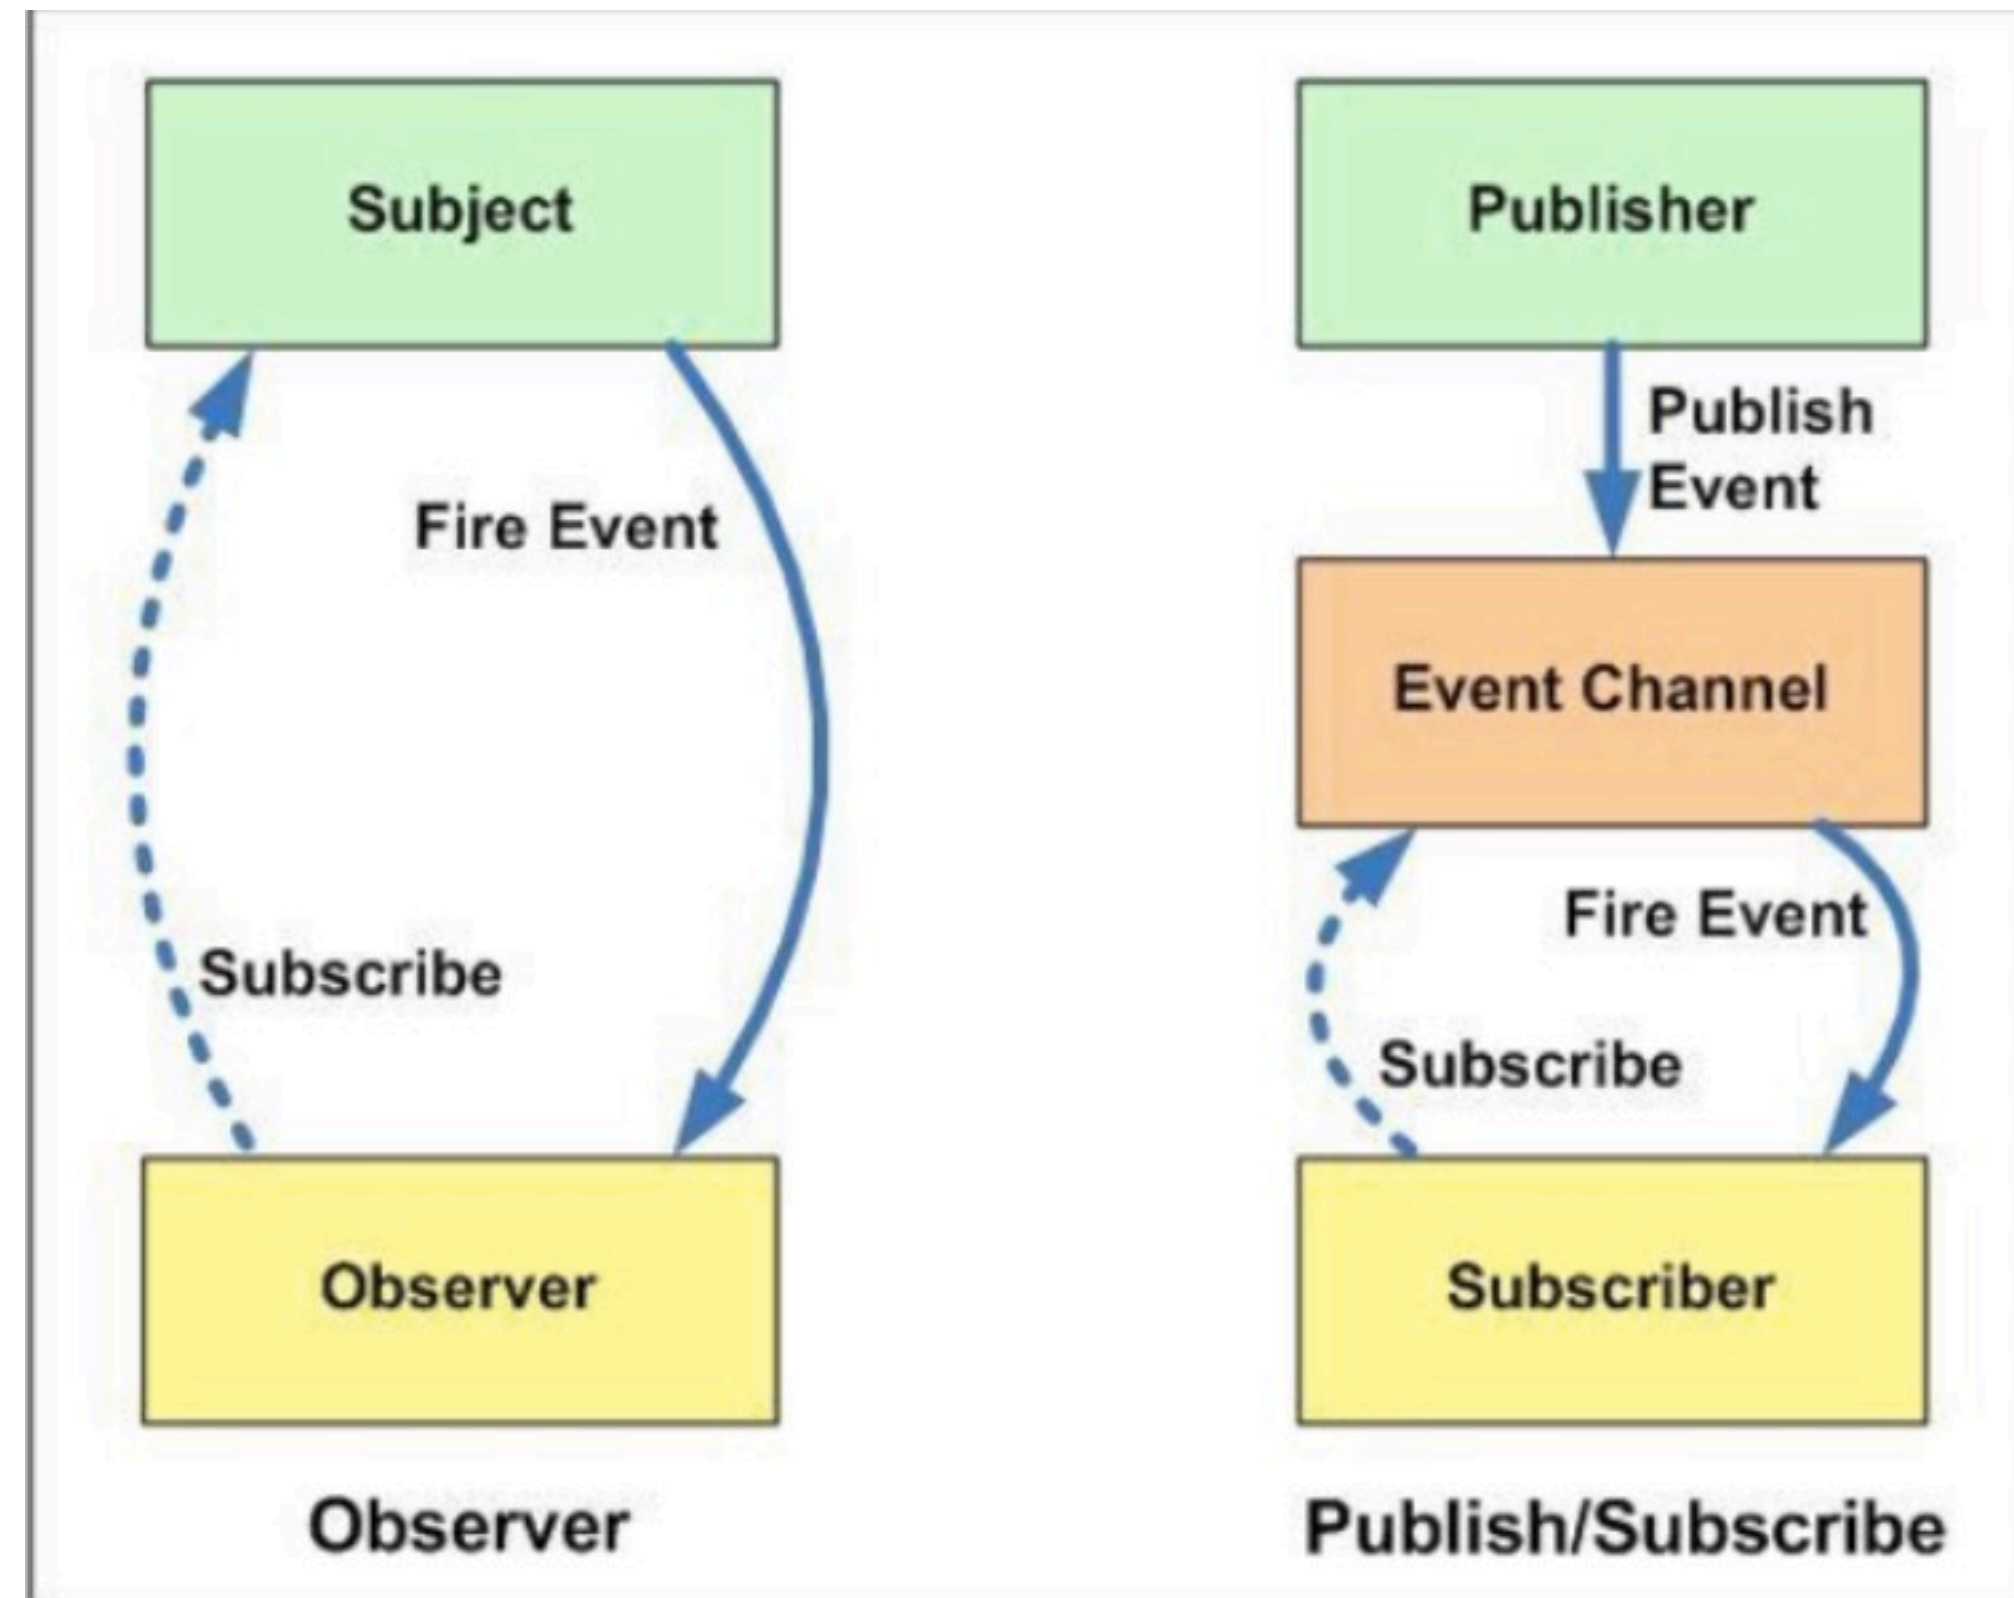 Subject
Fire Event
Subscribe
Observer
Observer
Publisher
Publish
Event
Event Channel
Fire Event
Subscribe
Subscriber
Publish/Subscribe